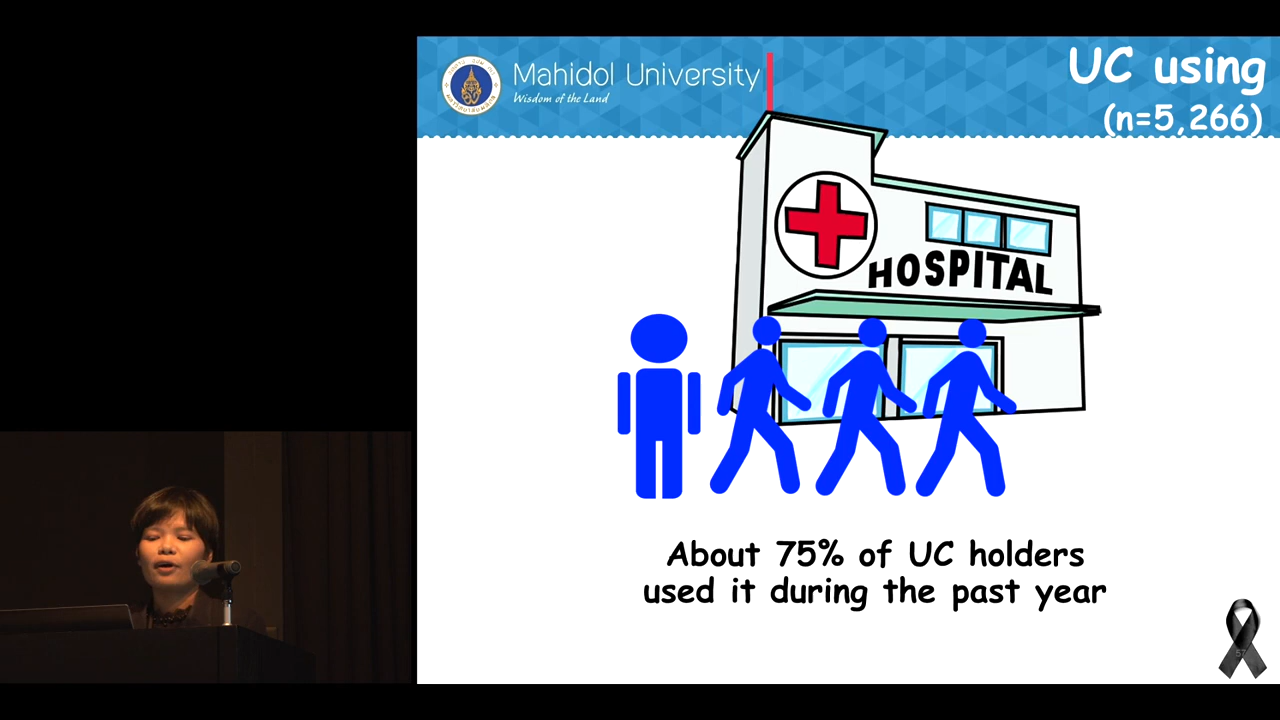 Mahidol University
Wisdom of the Land
UC using
(n=5,266)
HOSPITAL
About 75% of UC holders
used it during the past year